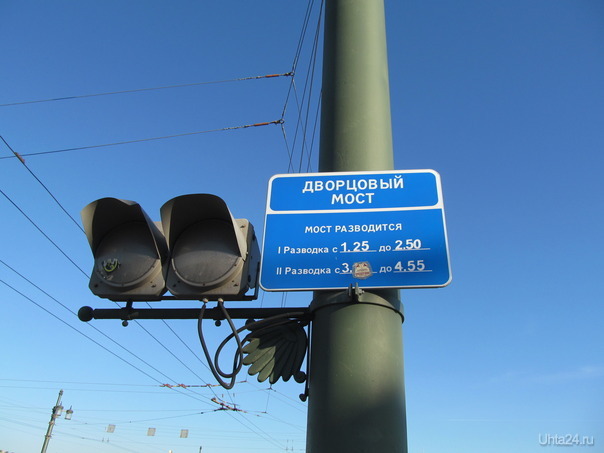 ДВОРЦОВЫЙ
МОСТ
МОСТ РАЗВОДИТСЯ
I Разводка с 1.25 до 2.50
II Разводка с 3. до 4.55
Uhta24.ru